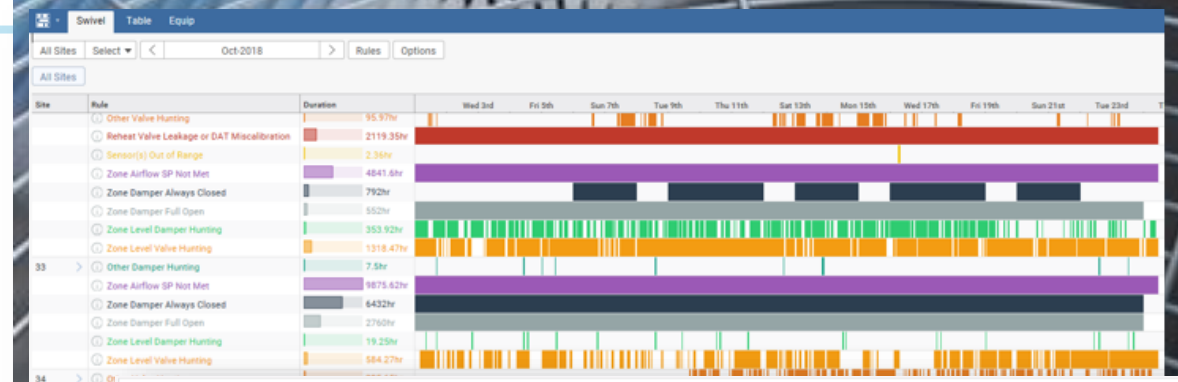 Swivel Table Equip
All Sites Select Oct-2018 Rules Options
All Sites
Site Rule Duration Wed 3rd Fri 5th Sun 7th Tue 9th Thu 11th Sat 13th Mon 15th Wed 17th Fri 19th Sun 21st Tue 23rd T
Other Valve Hunting 95.97hr
Reheat Valve Leakage or DAT Miscalibration 2119.35hr
Sensor(s) Out of Range 2.36hr
Zone Airflow SP Not Met 4841.6hr
Zone Damper Always Closed 792hr
Zone Damper Full Open 552hr
Zone Level Damper Hunting 353.92hr
Zone Level Valve Hunting 1318.47hr
33 Other Damper Hunting 7.5hr
Zone Airflow SP Not Met 9875.62hr
Zone Damper Always Closed 6432hr
Zone Damper Full Open 2760hr
Zone Level Damper Hunting 19.25hr
Zone Level Valve Hunting 584.27hr
34